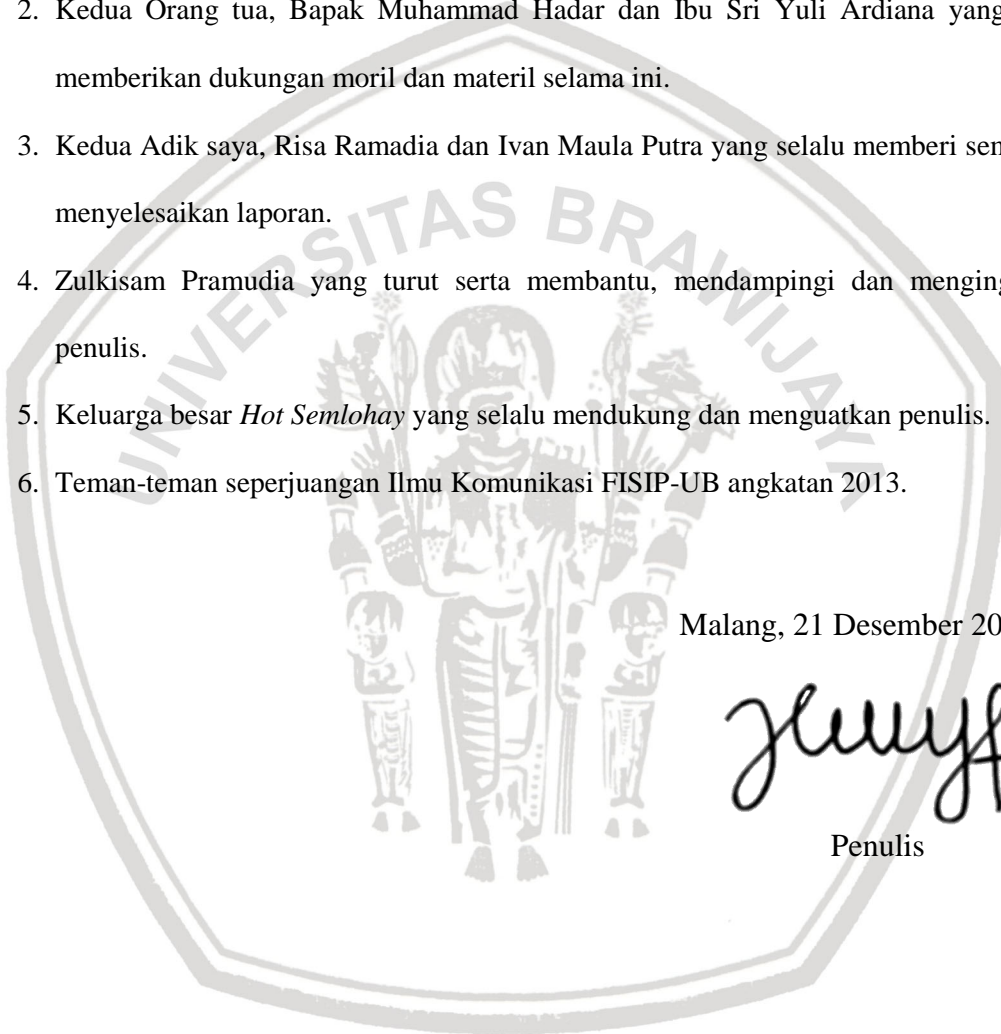 2. Kedua Orang tua, Bapak Muhammad Hadar dan Ibu Sri Yuli Ardiana yang
memberikan dukungan moril dan materil selama ini.
3. Kedua Adik saya, Risa Ramadia dan Ivan Maula Putra yang selalu memberi
menyelesaikan laporan.
4. Zulkisam Pramudia yang turut serta membantu, mendampingi dan
penulis.
5. Keluarga besar Hot Semlohay yang selalu mendukung dan menguatkan penulis.
6. Teman-teman seperjuangan Ilmu Komunikasi FISIP-UB angkatan 2013.
UNIVERSITAS BRAWIJAYA
Malang, 21 Desember
Penulis